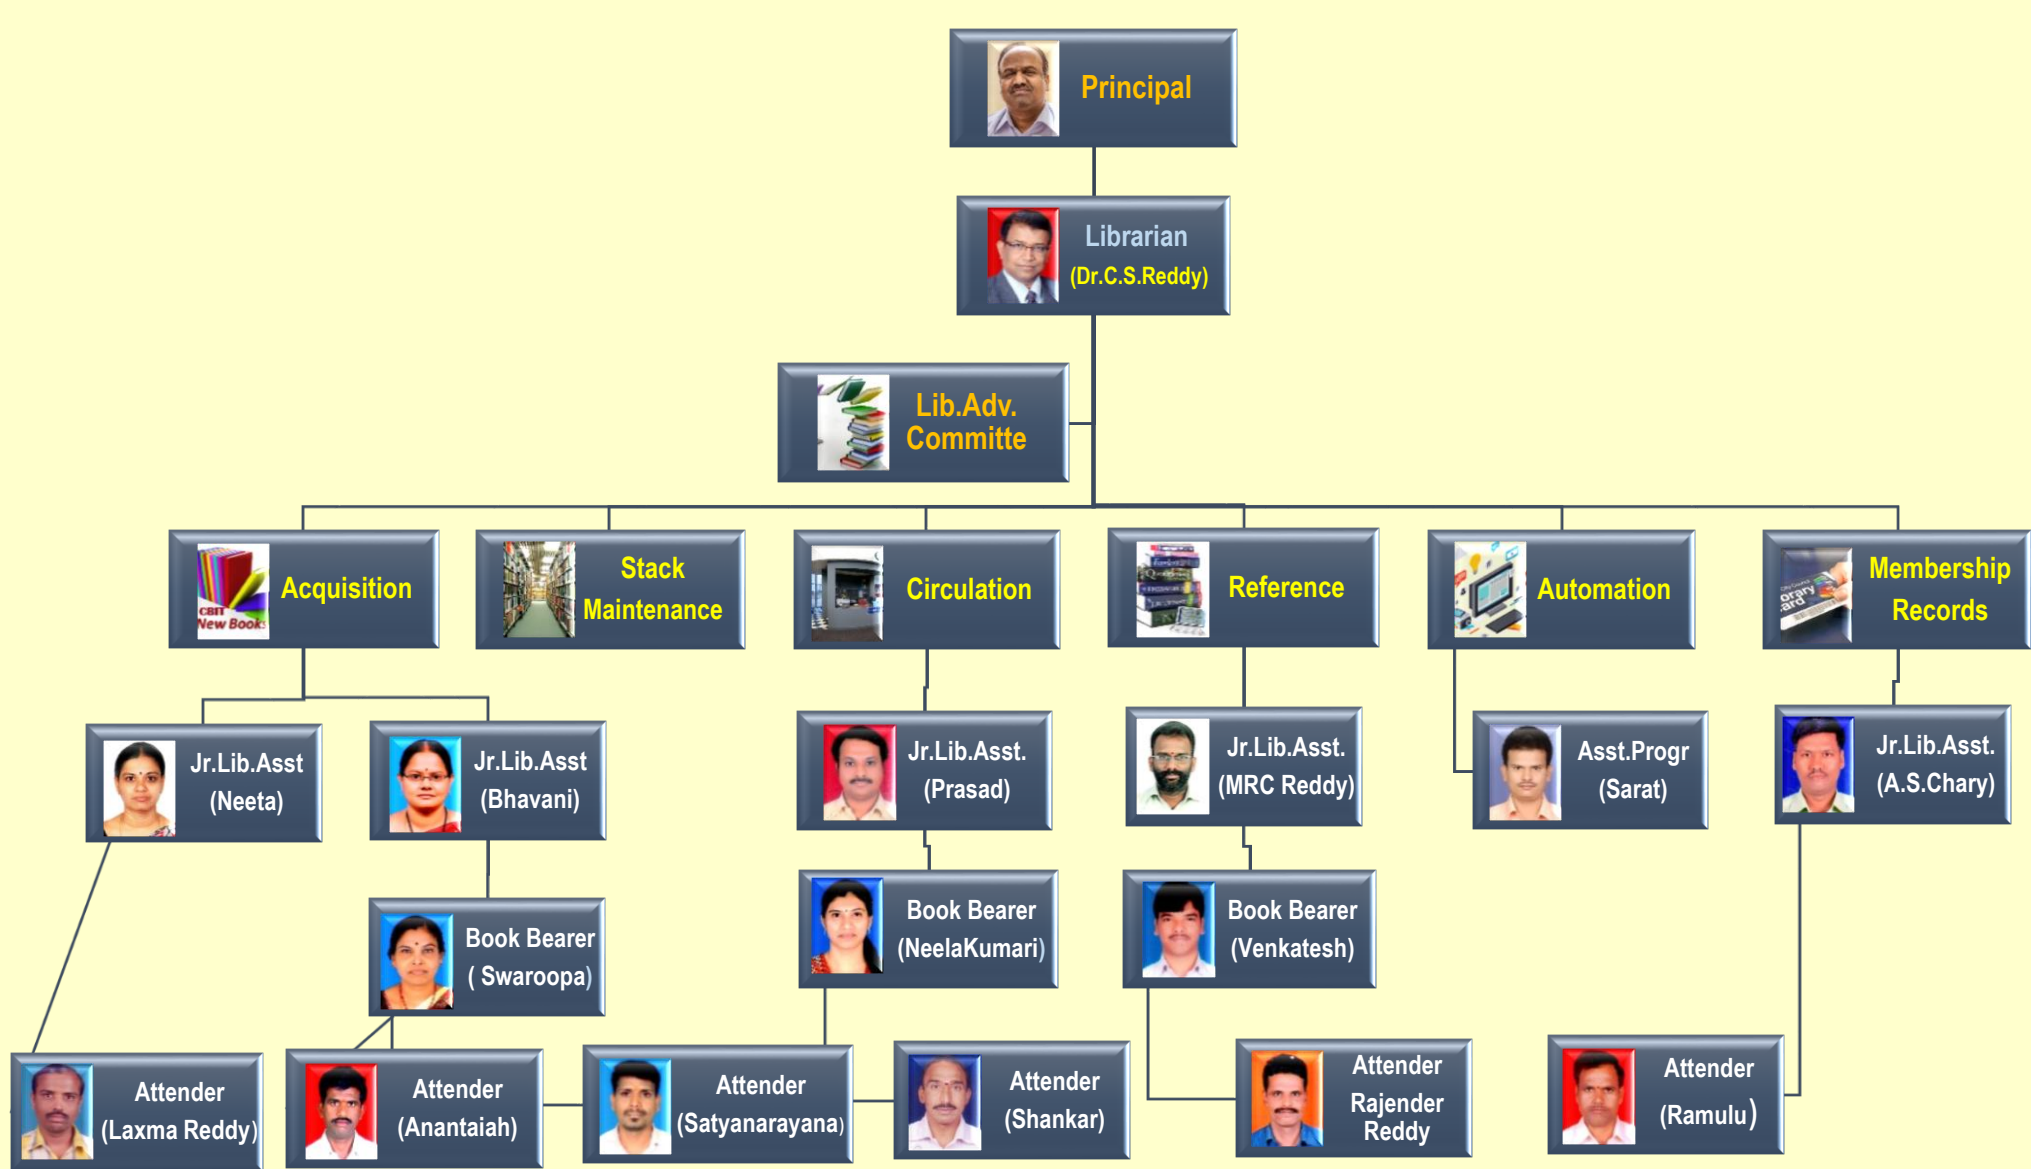 Principal
Librarian
(Dr.C.S.Reddy)
Lib.Adv.
Committe
CBIT
New Book
Acquisition
Stack
Maintenance
Circulation
Reference
Automation
Membership
Records
Jr.Lib.Asst
(Neeta)
Jr.Lib.Asst
(Bhavani)
Jr.Lib.Asst.
(Prasad)
Jr.Lib.Asst.
(MRC Reddy)
Asst.Progr
(Sarat)
Jr.Lib.Asst.
(A.S.Chary)
Book Bearer
( Swaroopa)
Book Bearer
(NeelaKumari)
Book Bearer
(Venkatesh)
Attender
(Laxma Reddy)
Attender
(Anantaiah)
Attender
(Satyanarayana)
Attender
(Shankar)
Attender
Rajender
Reddy
Attender
(Ramulu)